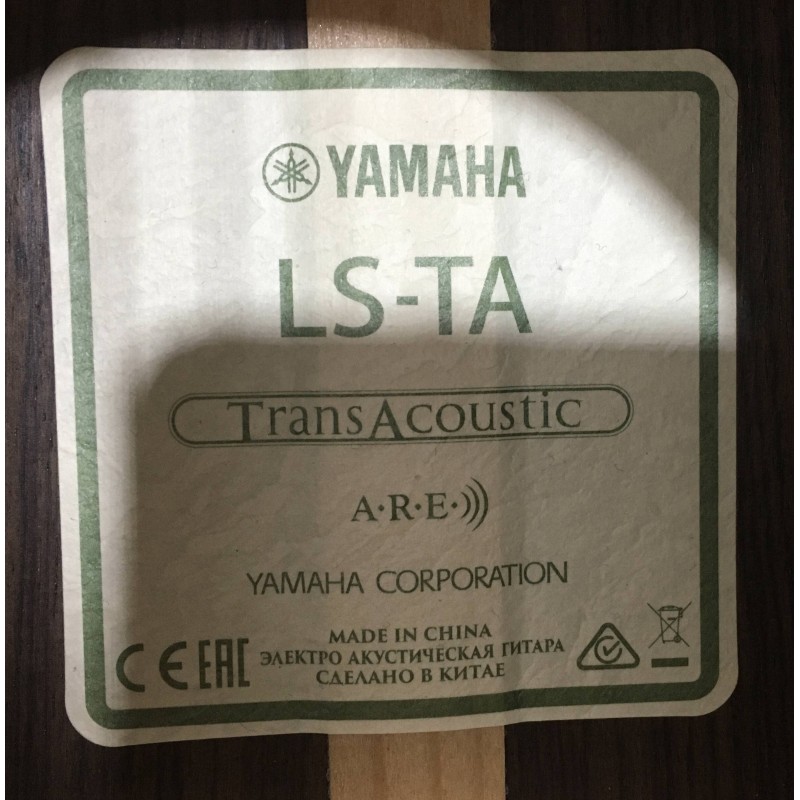 YAMAHA
LS-TA
TransAcoustic
A·R·E·
YAMAHA CORPORATION
MADE IN CHINA
ЭЛЕКТРО АКУСТИЧЕСКАЯ ГИТАРА
СДЕЛАНО В КИТАЕ
CE EAC